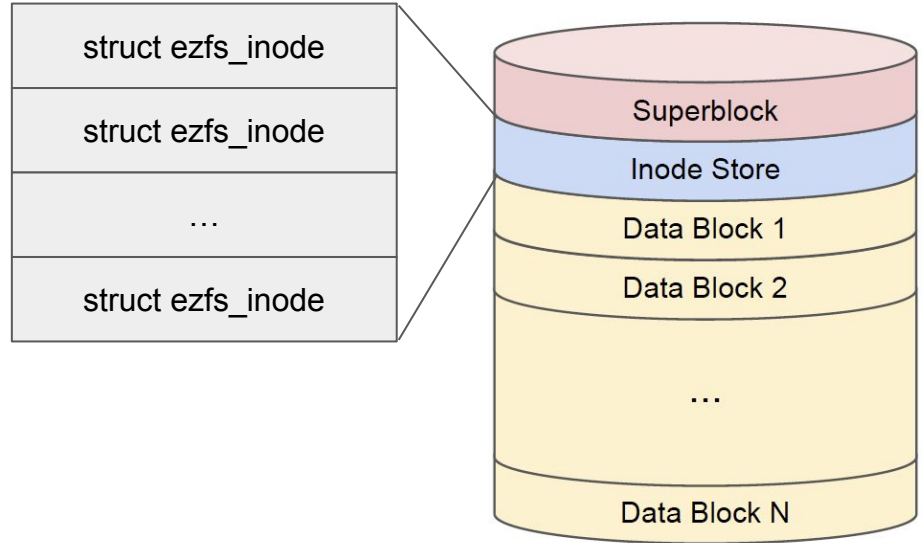 struct ezfs_inode
struct ezfs_inode
...
struct ezfs_inode
Superblock
Inode Store
Data Block 1
Data Block 2
...
Data Block N